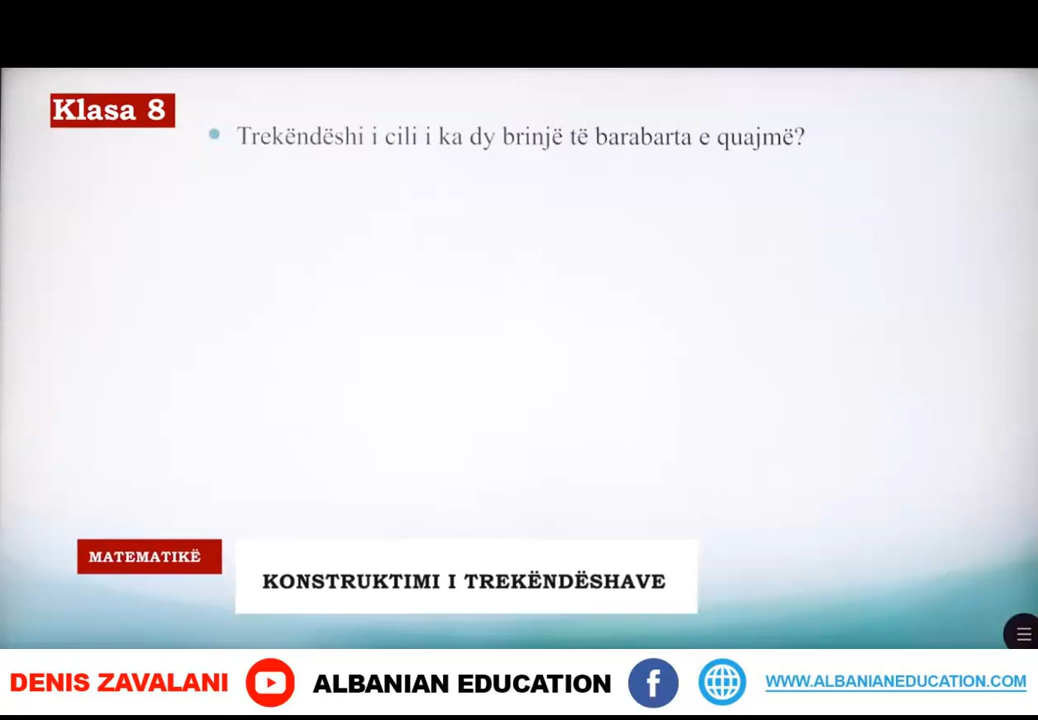 Klasa 8
Trekëndëshi i cili i ka dy brinjë të barabarta e quajmë?
MATEMATIKË
KONSTRUKTIMI I TREKËNDËSHAVE
DENIS ZAVALANI ALBANIAN EDUCATION f WWW.ALBANIANEDUCATION.COM